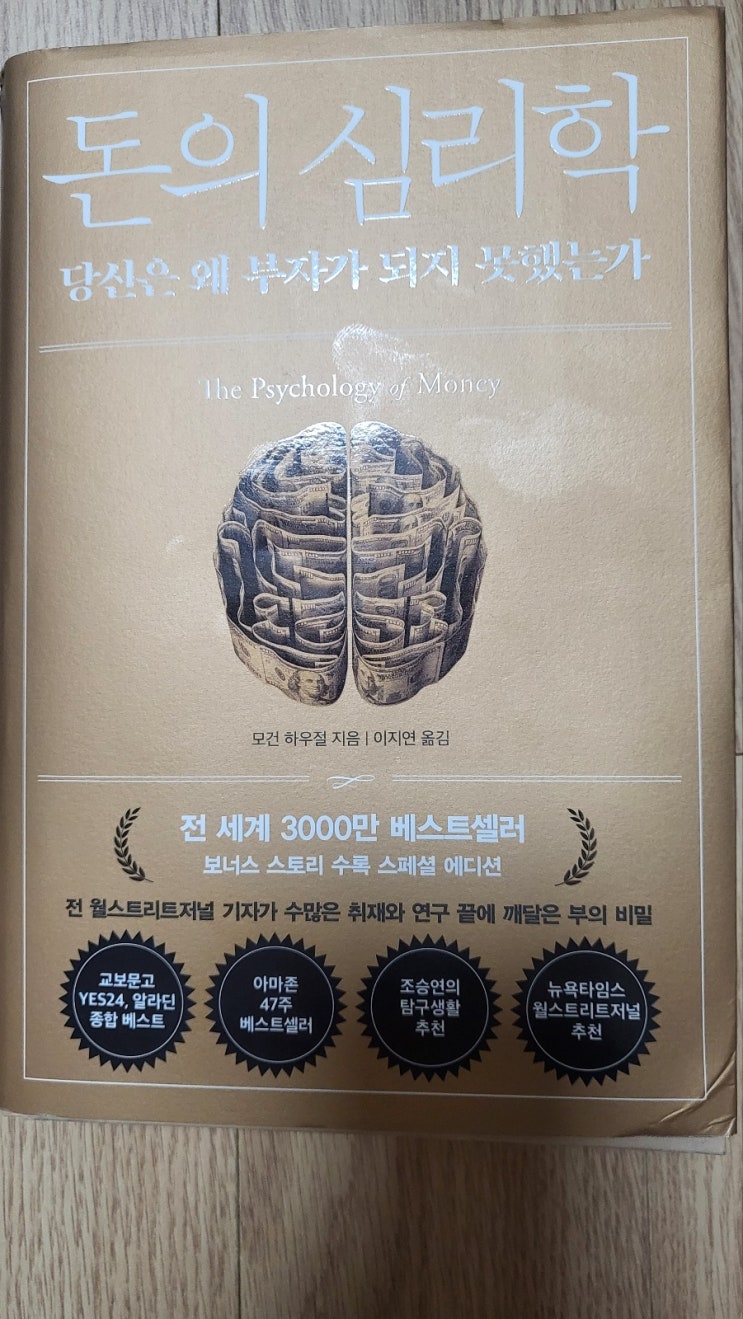 돈의 심리학
당신은 왜 부자가 되지 못했는가
The Psychology of Money
모건 하우절 지음 | 이지연 옮김
전 세계 3000만 베스트셀러
보너스 스토리 수록 스페셜 에디션
전 월스트리트저널 기자가 수많은 취재와 연구 끝에 깨달은 부의 비밀
교보문고
YES24, 알라딘
종합 베스트
아마존
47주
베스트셀러
조승연의
탐구생활
추천
뉴욕타임스
월스트리트저널
추천